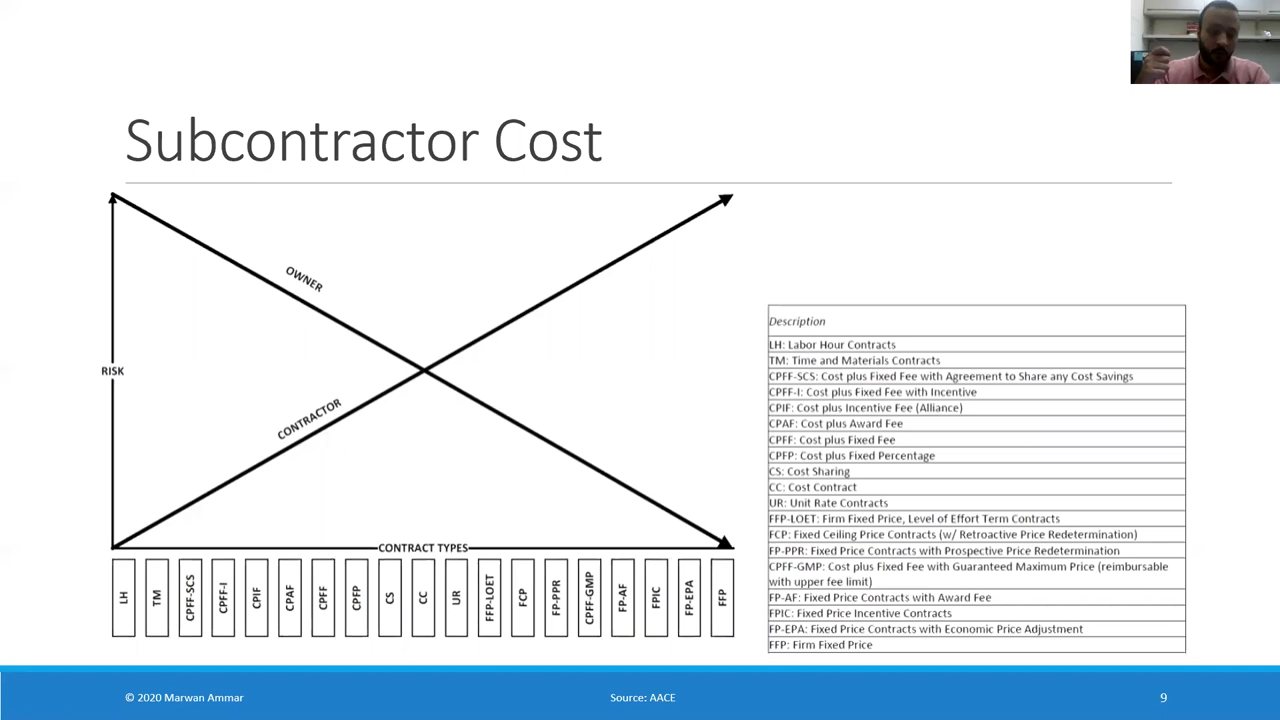 Subcontractor Cost
OWNER
RISK
CONTRACTOR
CONTRACT TYPES
LH
TM
CPFF-SCS
CPFF-I
CPIF
CPAF
CPFF
CPFP
CS
CC
UR
FFP-LOET
FCP
FP-PPR
CPFF-GMP
FP-AF
FPIC
FP-EPA
FFP
Description
LH: Labor Hour Contracts
TM: Time and Materials Contracts
CPFF-SCS: Cost plus Fixed Fee with Agreement to Share any Cost Savings
CPFF-I: Cost plus Fixed Fee with Incentive
CPIF: Cost plus Incentive Fee (Alliance)
CPAF: Cost plus Award Fee
CPFF: Cost plus Fixed Fee
CPFP: Cost plus Fixed Percentage
CS: Cost Sharing
CC: Cost Contract
UR: Unit Rate Contracts
FFP-LOET: Firm Fixed Price, Level of Effort Term Contracts
FCP: Fixed Ceiling Price Contracts (w/ Retroactive Price Redetermination)
FP-PPR: Fixed Price Contracts with Prospective Price Redetermination
CPFF-GMP: Cost plus Fixed Fee with Guaranteed Maximum Price (reimbursable
with upper fee limit)
FP-AF: Fixed Price Contracts with Award Fee
FPIC: Fixed Price Incentive Contracts
FP-EPA: Fixed Price Contracts with Economic Price Adjustment
FFP: Firm Fixed Price
© 2020 Marwan Ammar
Source: AACE
9